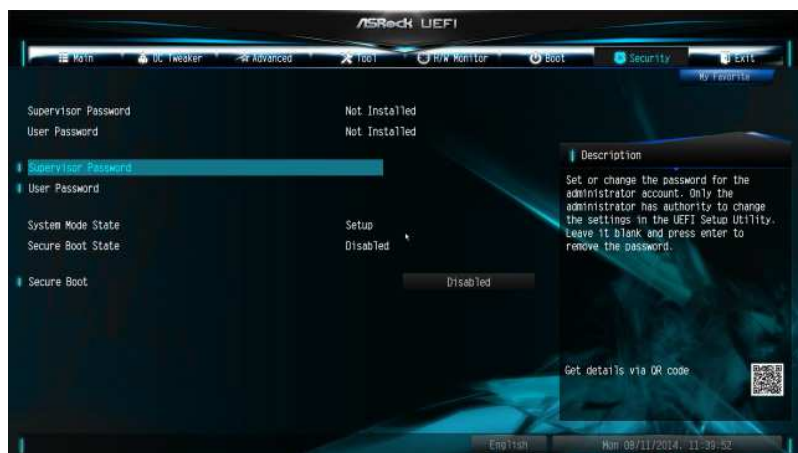 ASRock UEFI
Main OC Tweaker Advanced Tool H/W Monitor Boot Security Exit
My Favorite
Supervisor Password Not Installed
User Password Not Installed
Supervisor Password
User Password
System Mode State Setup
Secure Boot State Disabled
Secure Boot Disabled
Description
Set or change the password for the
administrator account. Only the
administrator has authority to change
the settings in the UEFI Setup Utility.
Leave it blank and press enter to
remove the password.
Get details via QR code
English Mon 08/11/2014, 11:39:52